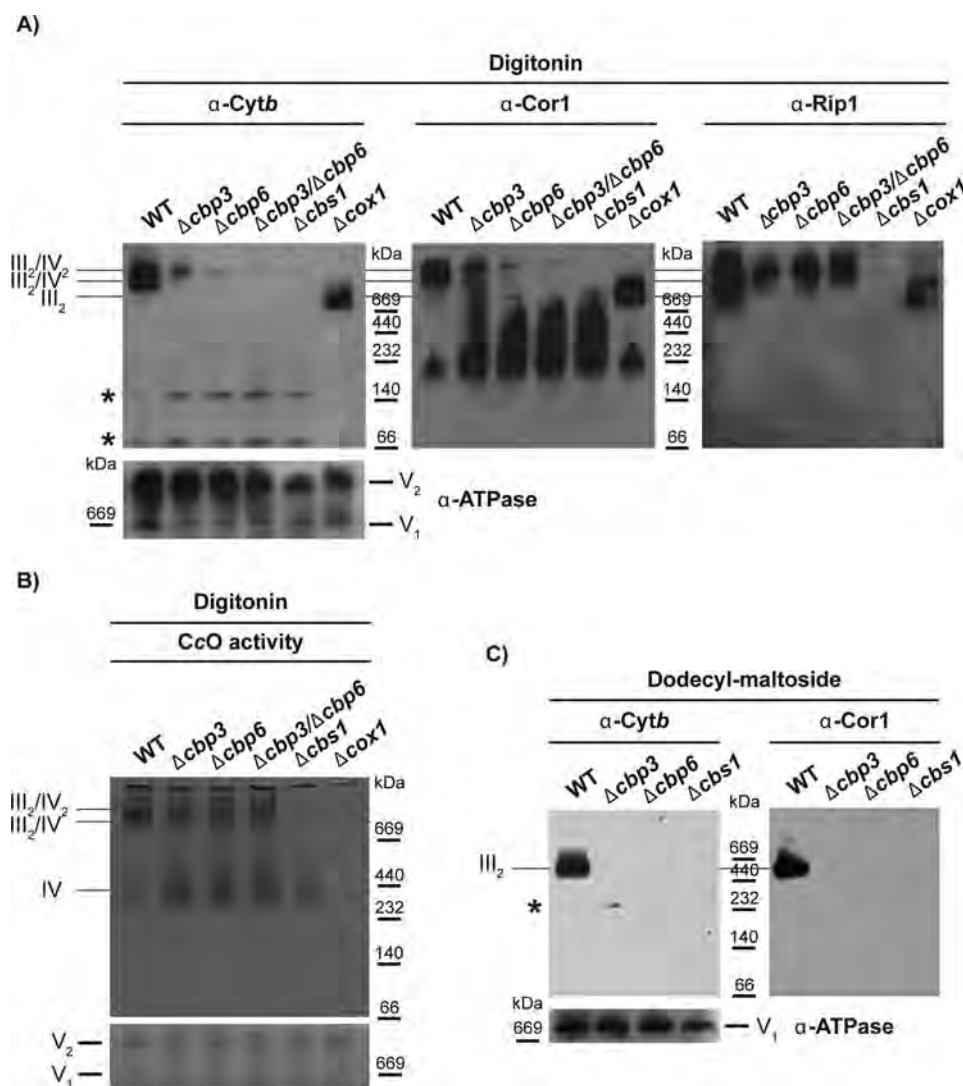 A)
Digitonin
α-Cytb
α-Cor1
α-Rip1
WT
Δcbp3
Δcbp6
Δcbp3/Δcbp6
Δcbs1
Δcox1
WT
Δcbp3
Δcbp6
Δcbp3/Δcbp6
Δcbs1
Δcox1
WT
Δcbp3
Δcbp6
Δcbp3/Δcbp6
Δcbs1
Δcox1
III₂/IV₂
III₂/IV
III₂
*
*
kDa
669
440
232
140
66
kDa
669
440
232
140
66
kDa
669
V₂
V₁
α-ATPase
B)
Digitonin
CcO activity
WT
Δcbp3
Δcbp6
Δcbp3/Δcbp6
Δcbs1
Δcox1
III₂/IV₂
III₂/IV
IV
kDa
669
440
232
140
66
V₂
V₁
669
C)
Dodecyl-maltoside
α-Cytb
α-Cor1
WT
Δcbp3
Δcbp6
Δcbs1
WT
Δcbp3
Δcbp6
Δcbs1
III₂
*
kDa
669
440
232
140
66
kDa
669
V₁
α-ATPase